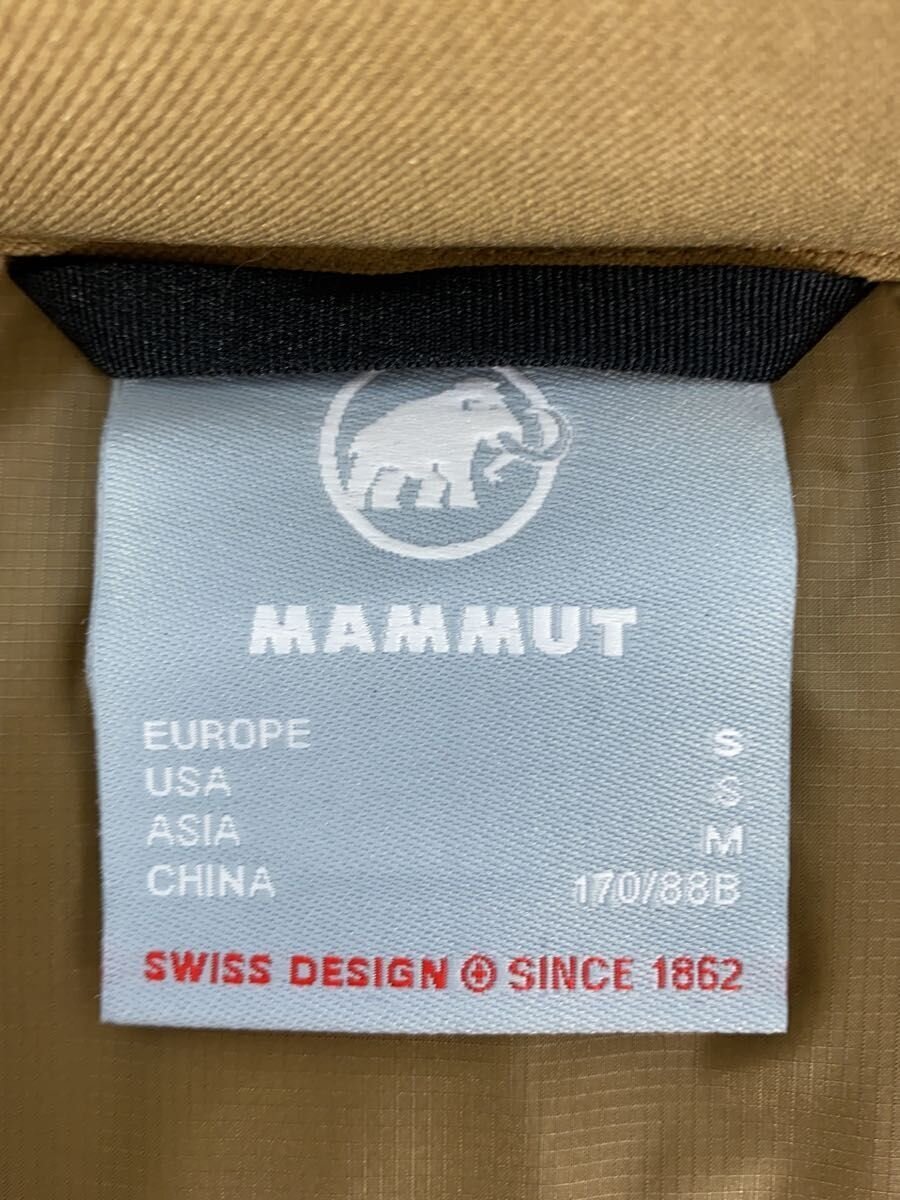 MAMMUT
EUROPE S
USA S
ASIA M
CHINA 170/88B
SWISS DESIGN SINCE 1862